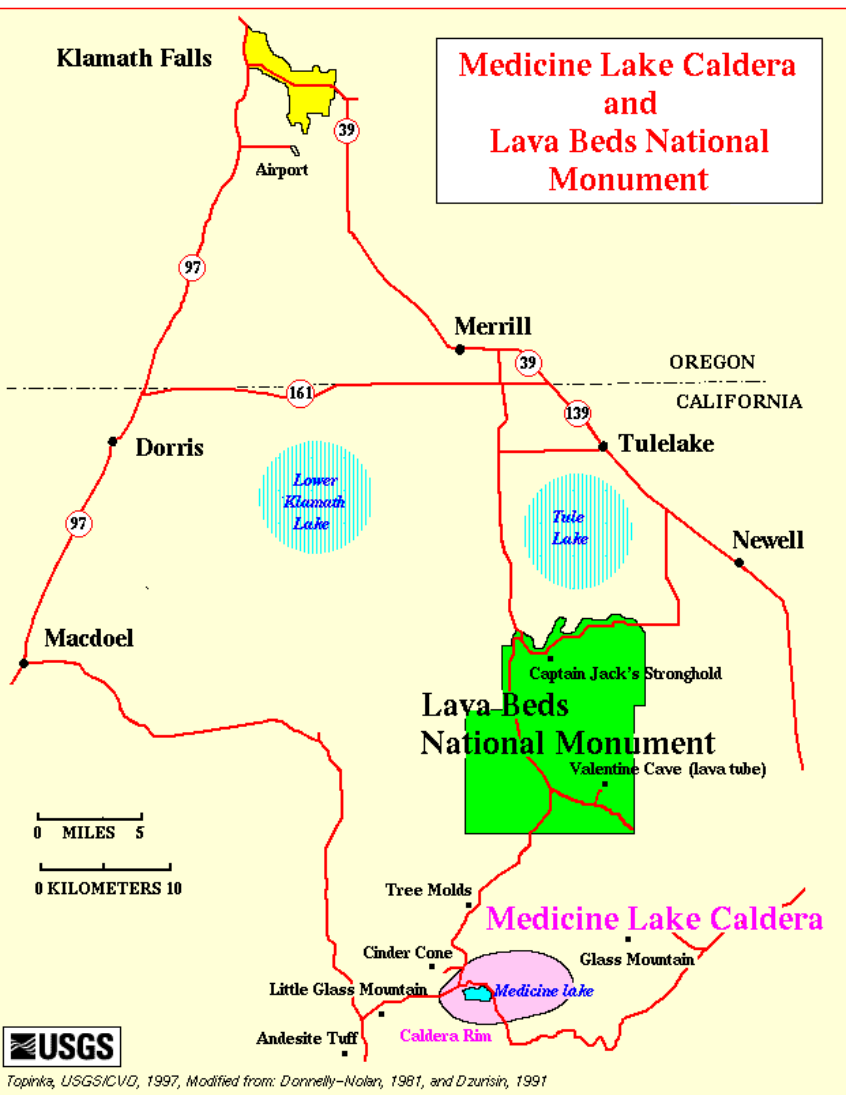 Klamath Falls
Medicine Lake Caldera
and
Lava Beds National
Monument
39
Airport
97
Merrill
39
OREGON
161
CALIFORNIA
139
Dorris
Tulelake
Lower
Klamath
Lake
97
Tule
Lake
Newell
Macdoel
Captain Jack's Stronghold
Lava Beds
National Monument
Valentine Cave (lava tube)
0 MILES 5
0 KILOMETERS 10
Tree Molds
Medicine Lake Caldera
Cinder Cone
Glass Mountain
Little Glass Mountain
Medicine lake
Andesite Tuff
Caldera Rim
USGS
Topinka, USGS/CVO, 1997, Modified from: Donnelly-Nolan, 1981, and Dzurisin, 1991